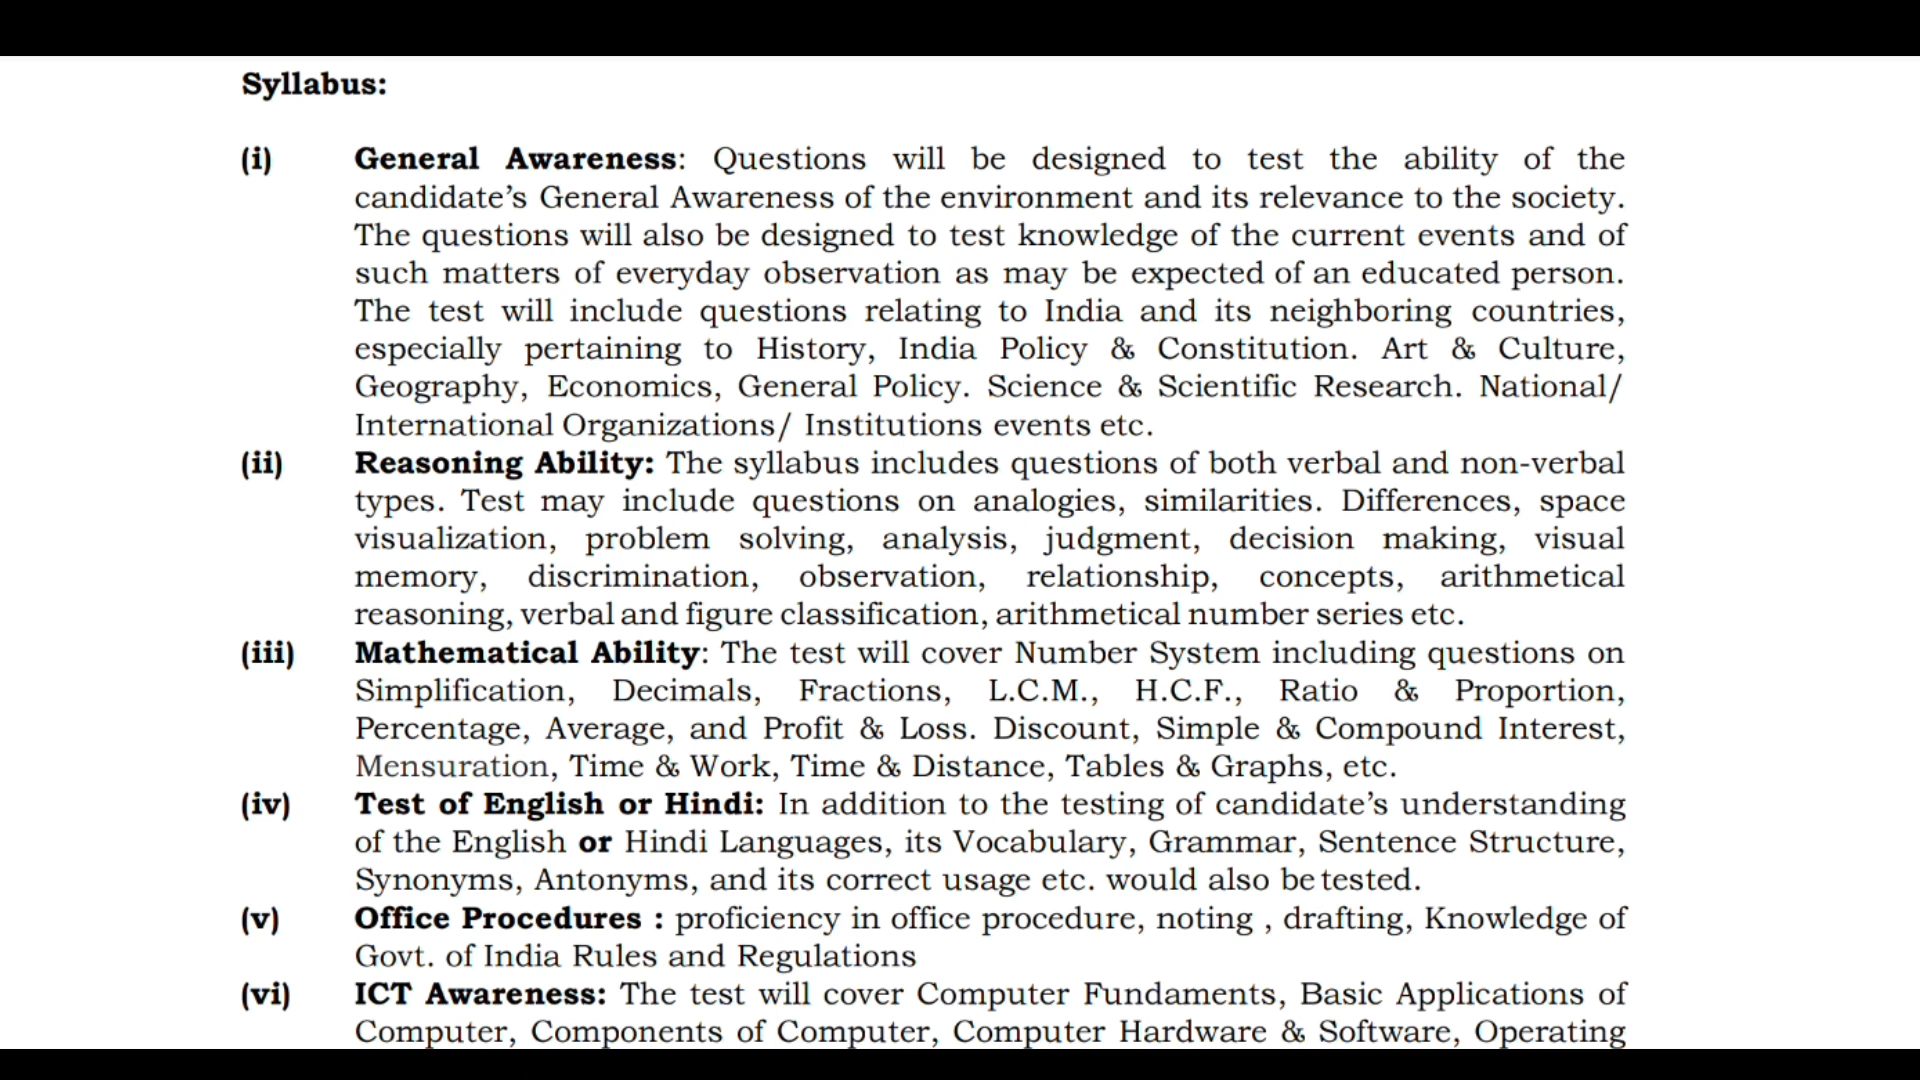 Syllabus:
(i) General Awareness: Questions will be designed to test the ability of the
candidate’s General Awareness of the environment and its relevance to the society.
The questions will also be designed to test knowledge of the current events and of
such matters of everyday observation as may be expected of an educated person.
The test will include questions relating to India and its neighboring countries,
especially pertaining to History, India Policy & Constitution. Art & Culture,
Geography, Economics, General Policy. Science & Scientific Research. National/
International Organizations/ Institutions events etc.
(ii) Reasoning Ability: The syllabus includes questions of both verbal and non-verbal
types. Test may include questions on analogies, similarities. Differences, space
visualization, problem solving, analysis, judgment, decision making, visual
memory, discrimination, observation, relationship, concepts, arithmetical
reasoning, verbal and figure classification, arithmetical number series etc.
(iii) Mathematical Ability: The test will cover Number System including questions on
Simplification, Decimals, Fractions, L.C.M., H.C.F., Ratio & Proportion,
Percentage, Average, and Profit & Loss. Discount, Simple & Compound Interest,
Mensuration, Time & Work, Time & Distance, Tables & Graphs, etc.
(iv) Test of English or Hindi: In addition to the testing of candidate’s understanding
of the English or Hindi Languages, its Vocabulary, Grammar, Sentence Structure,
Synonyms, Antonyms, and its correct usage etc. would also be tested.
(v) Office Procedures : proficiency in office procedure, noting , drafting, Knowledge of
Govt. of India Rules and Regulations
(vi) ICT Awareness: The test will cover Computer Fundaments, Basic Applications of
Computer, Components of Computer, Computer Hardware & Software, Operating